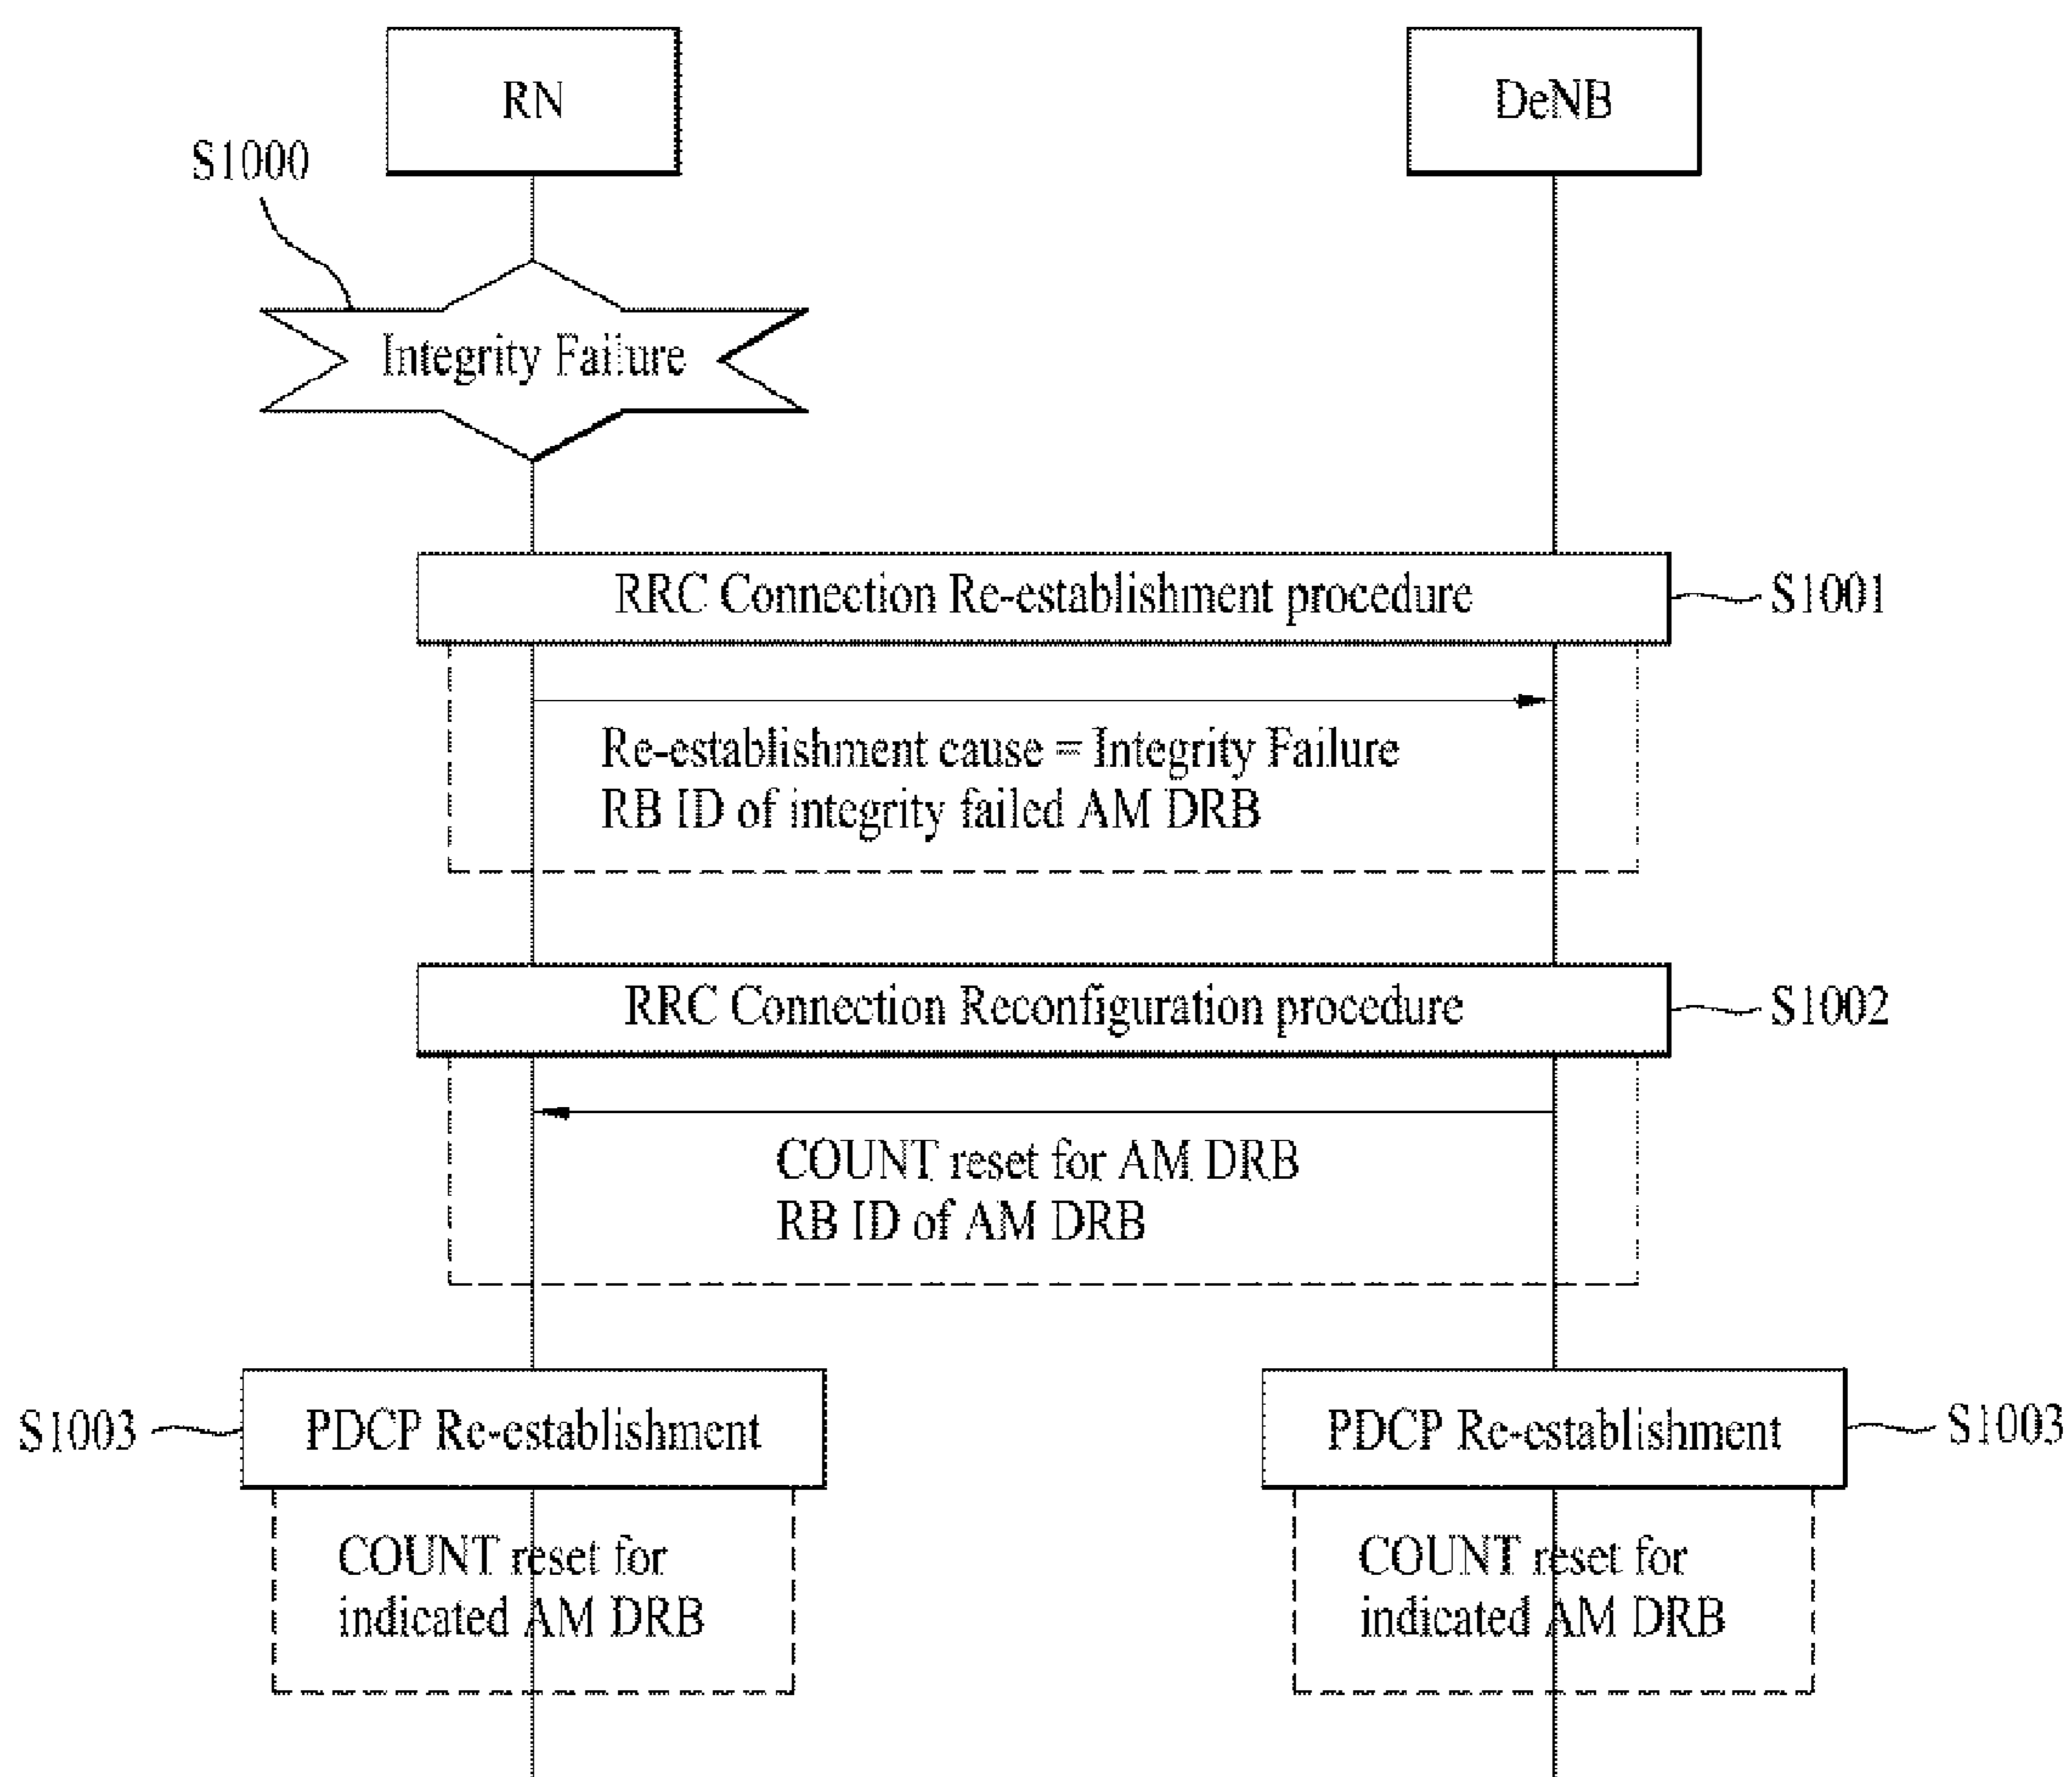 RN
DeNB
S1000
Integrity Failure
RRC Connection Re-establishment procedure
S1001
Re-establishment cause = Integrity Failure
RB ID of integrity failed AM DRB
RRC Connection Reconfiguration procedure
S1002
COUNT reset for AM DRB
RB ID of AM DRB
S1003
PDCP Re-establishment
PDCP Re-establishment
S1003
COUNT reset for
indicated AM DRB
COUNT reset for
indicated AM DRB